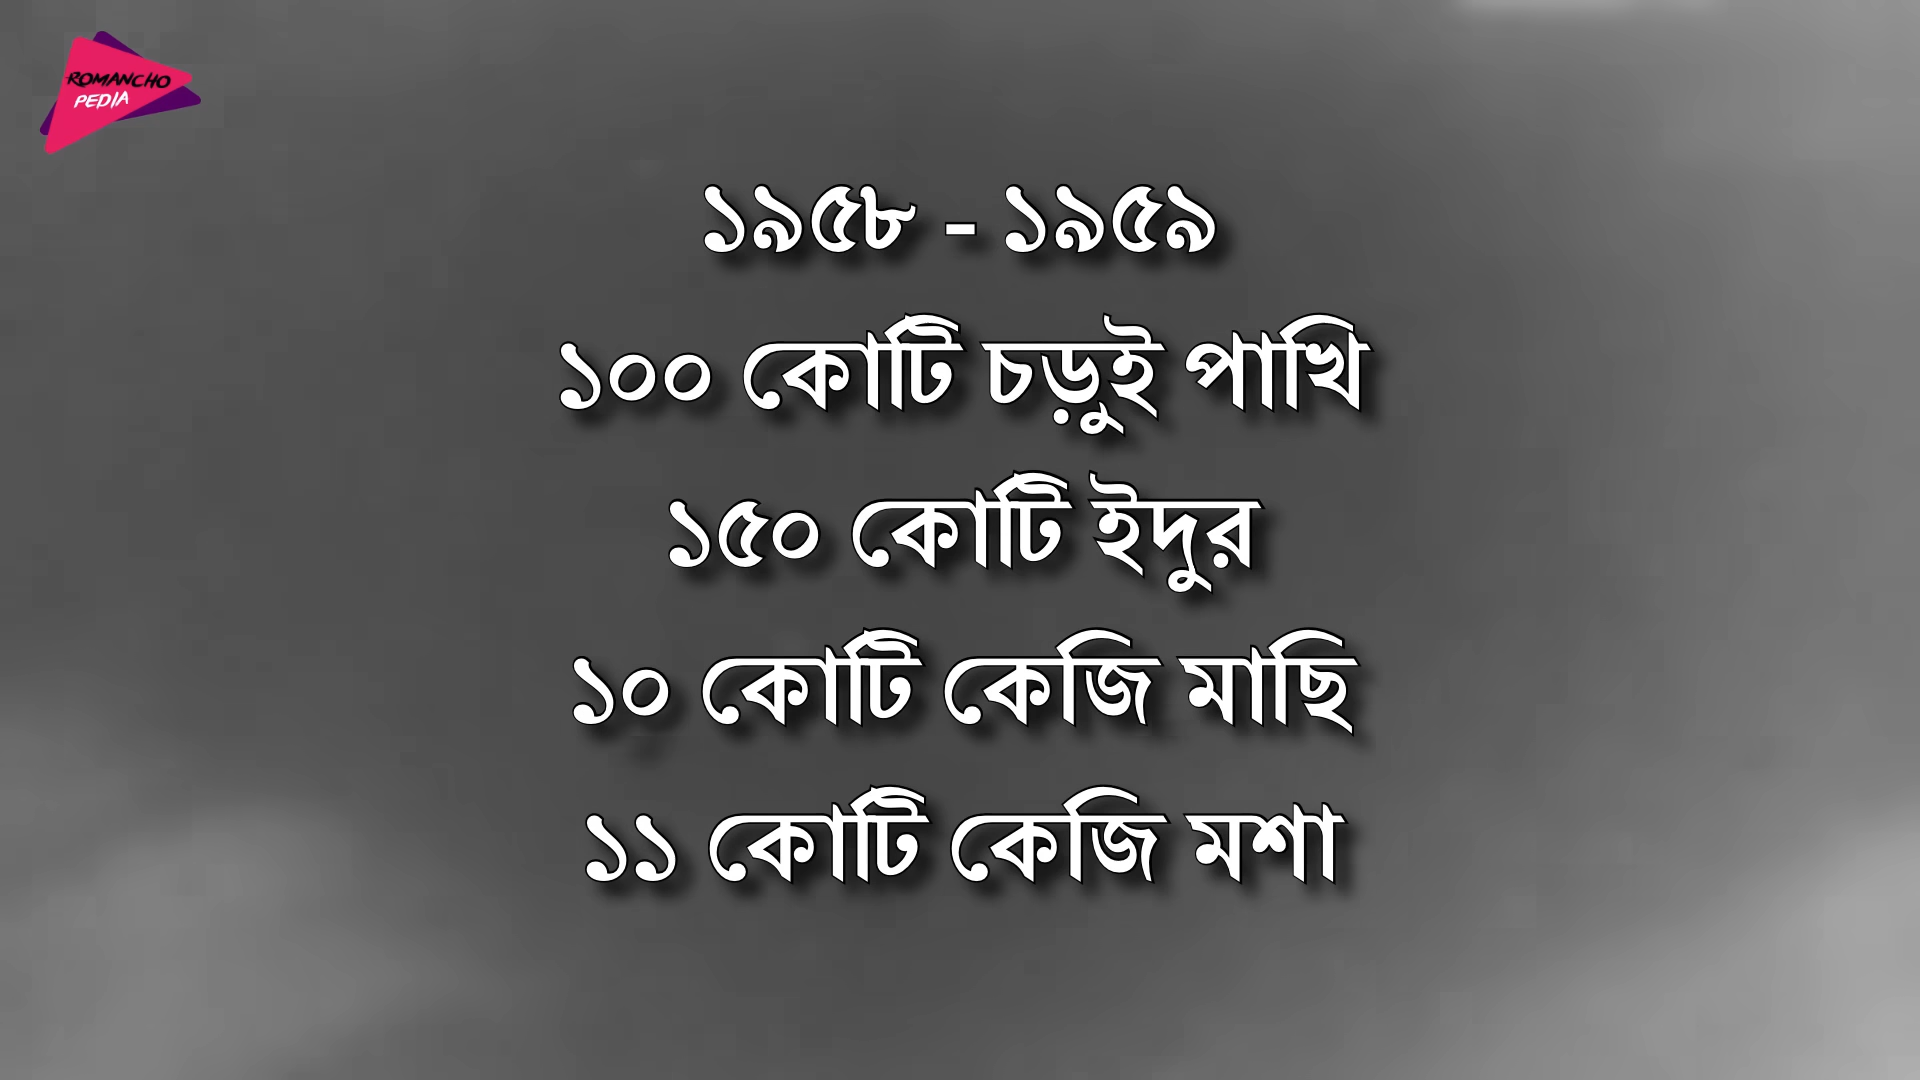 ROMANCHO
PEDIA
১৯৫৮ - ১৯৫৯
১০০ কোটি চড়ুই পাখি
১৫০ কোটি ইদুর
১০ কোটি কেজি মাছি
১১ কোটি কেজি মশা